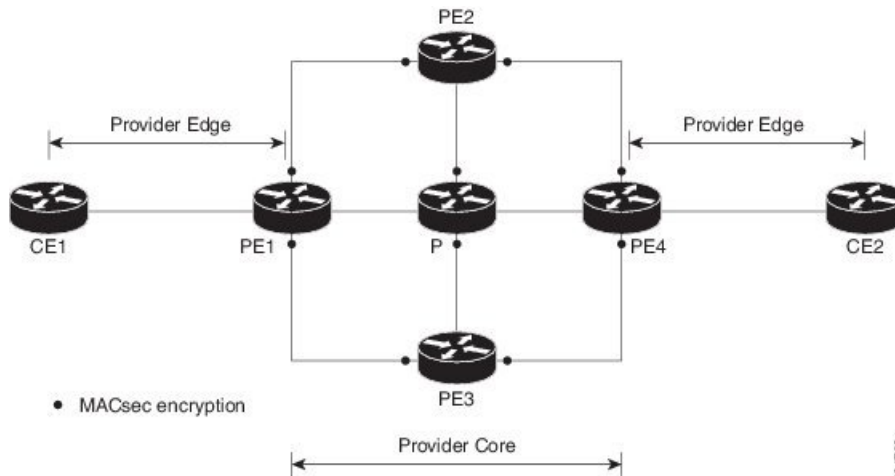 PE2
Provider Edge
Provider Edge
CE1
PE1
P
PE4
CE2
PE3
MACsec encryption
Provider Core